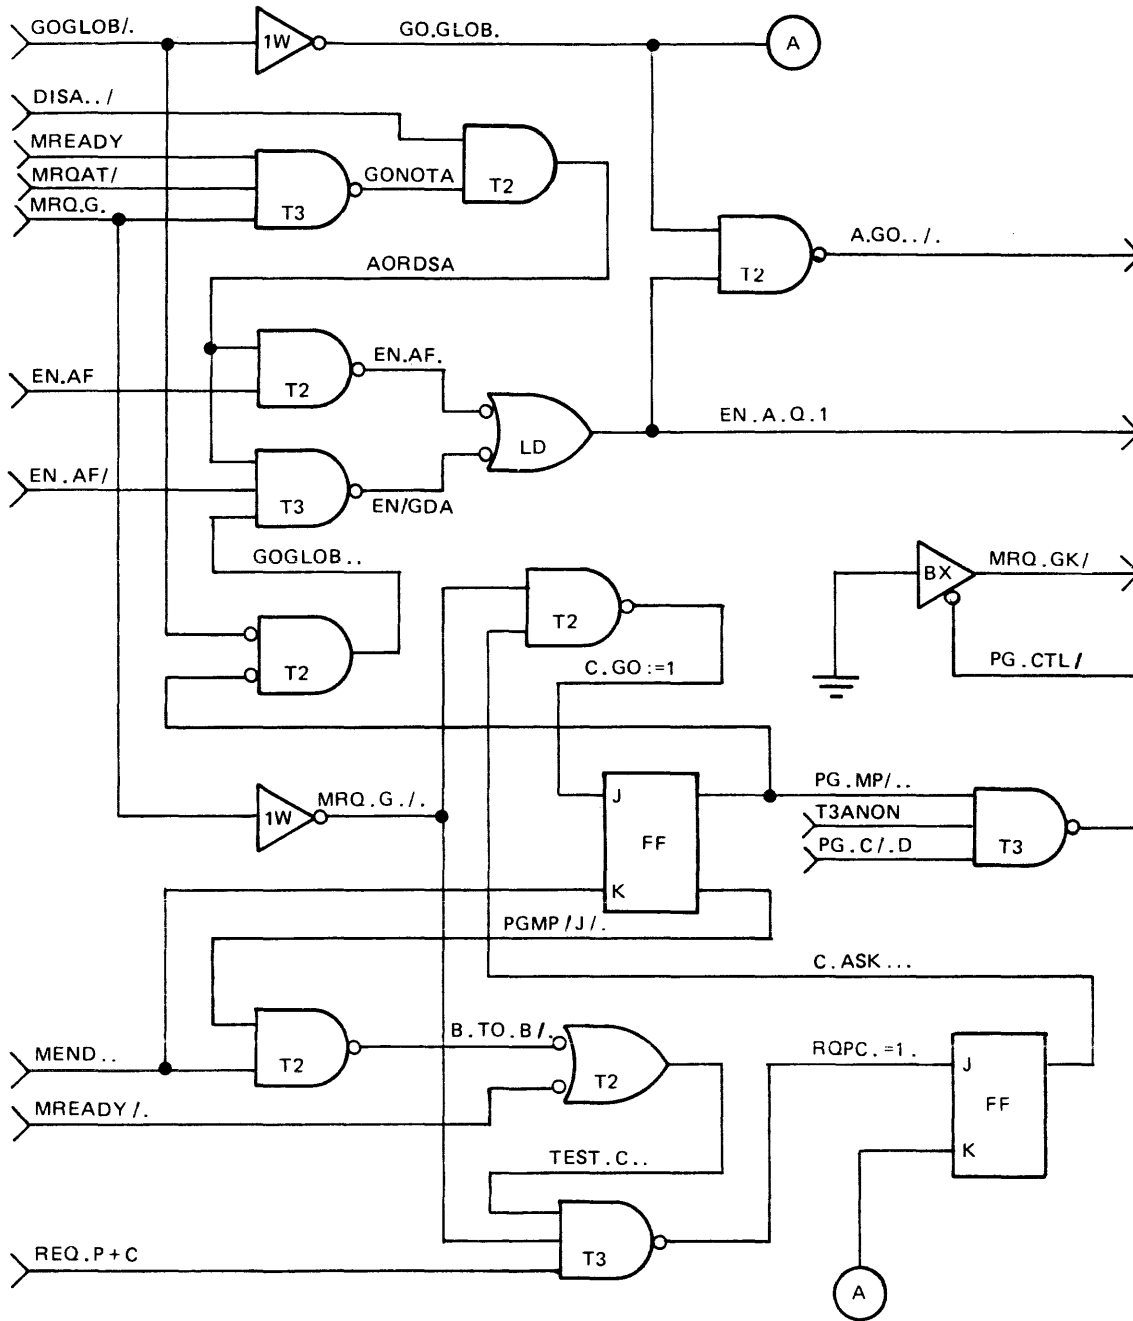 GOGLOB/.
1W
GO.GLOB.
A
DISA../
MREADY
MRQAT/
MRQ.G.
T3
GONOTA
T2
A.GO../.
T2
AORDSA
EN.AF
T2
EN.AF.
LD
EN.A.Q.1
EN.AF/
T3
EN/GDA
GOGLOB..
T2
T2
C.GO:=1
BX
MRQ.GK/
PG.CTL/
1W
MRQ.G./.
J
FF
K
PG.MP/..
T3ANON
PG.C/.D
T3
PGMP/J/.
C.ASK...
MEND..
T2
B.TO.B/.
T2
RQPC.=1.
J
FF
K
MREADY/.
TEST.C..
REQ.P+C
T3
A